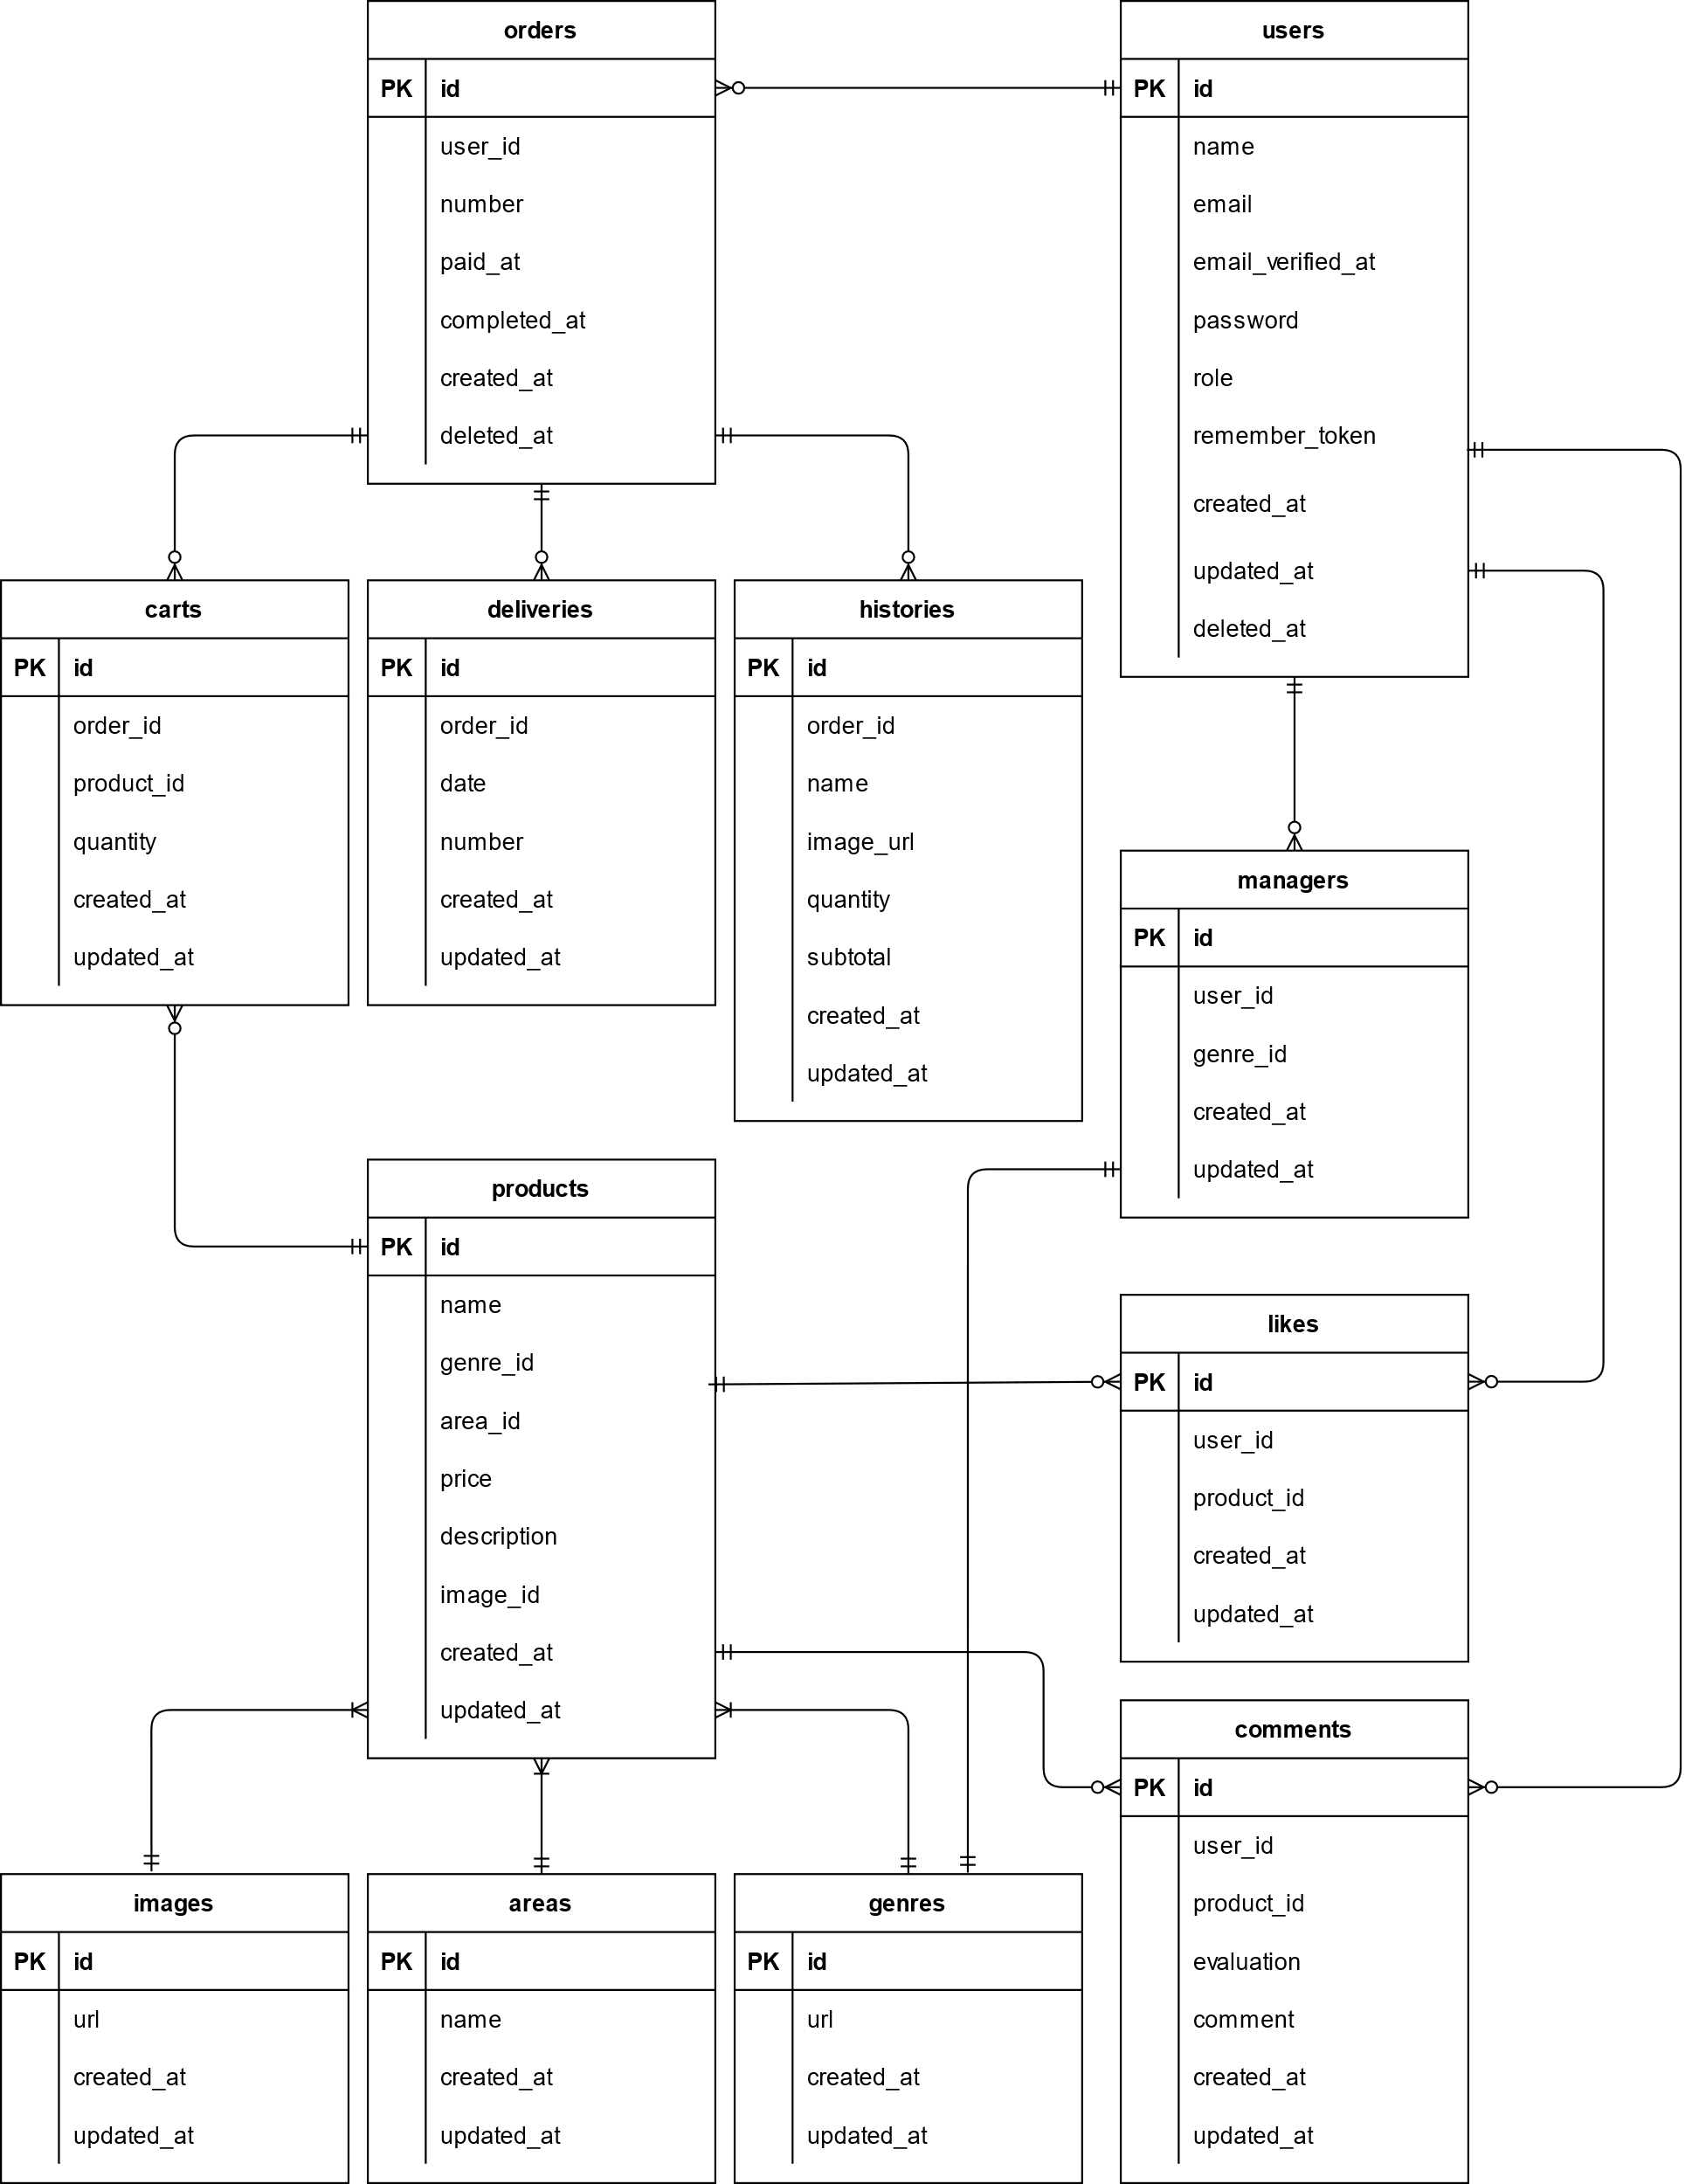 orders
PK id
user_id
number
paid_at
completed_at
created_at
deleted_at
users
PK id
name
email
email_verified_at
password
role
remember_token
created_at
updated_at
deleted_at
carts
PK id
order_id
product_id
quantity
created_at
updated_at
deliveries
PK id
order_id
date
number
created_at
updated_at
histories
PK id
order_id
name
image_url
quantity
subtotal
created_at
updated_at
managers
PK id
user_id
genre_id
created_at
updated_at
products
PK id
name
genre_id
area_id
price
description
image_id
created_at
updated_at
likes
PK id
user_id
product_id
created_at
updated_at
comments
PK id
user_id
product_id
evaluation
comment
created_at
updated_at
images
PK id
url
created_at
updated_at
areas
PK id
name
created_at
updated_at
genres
PK id
url
created_at
updated_at